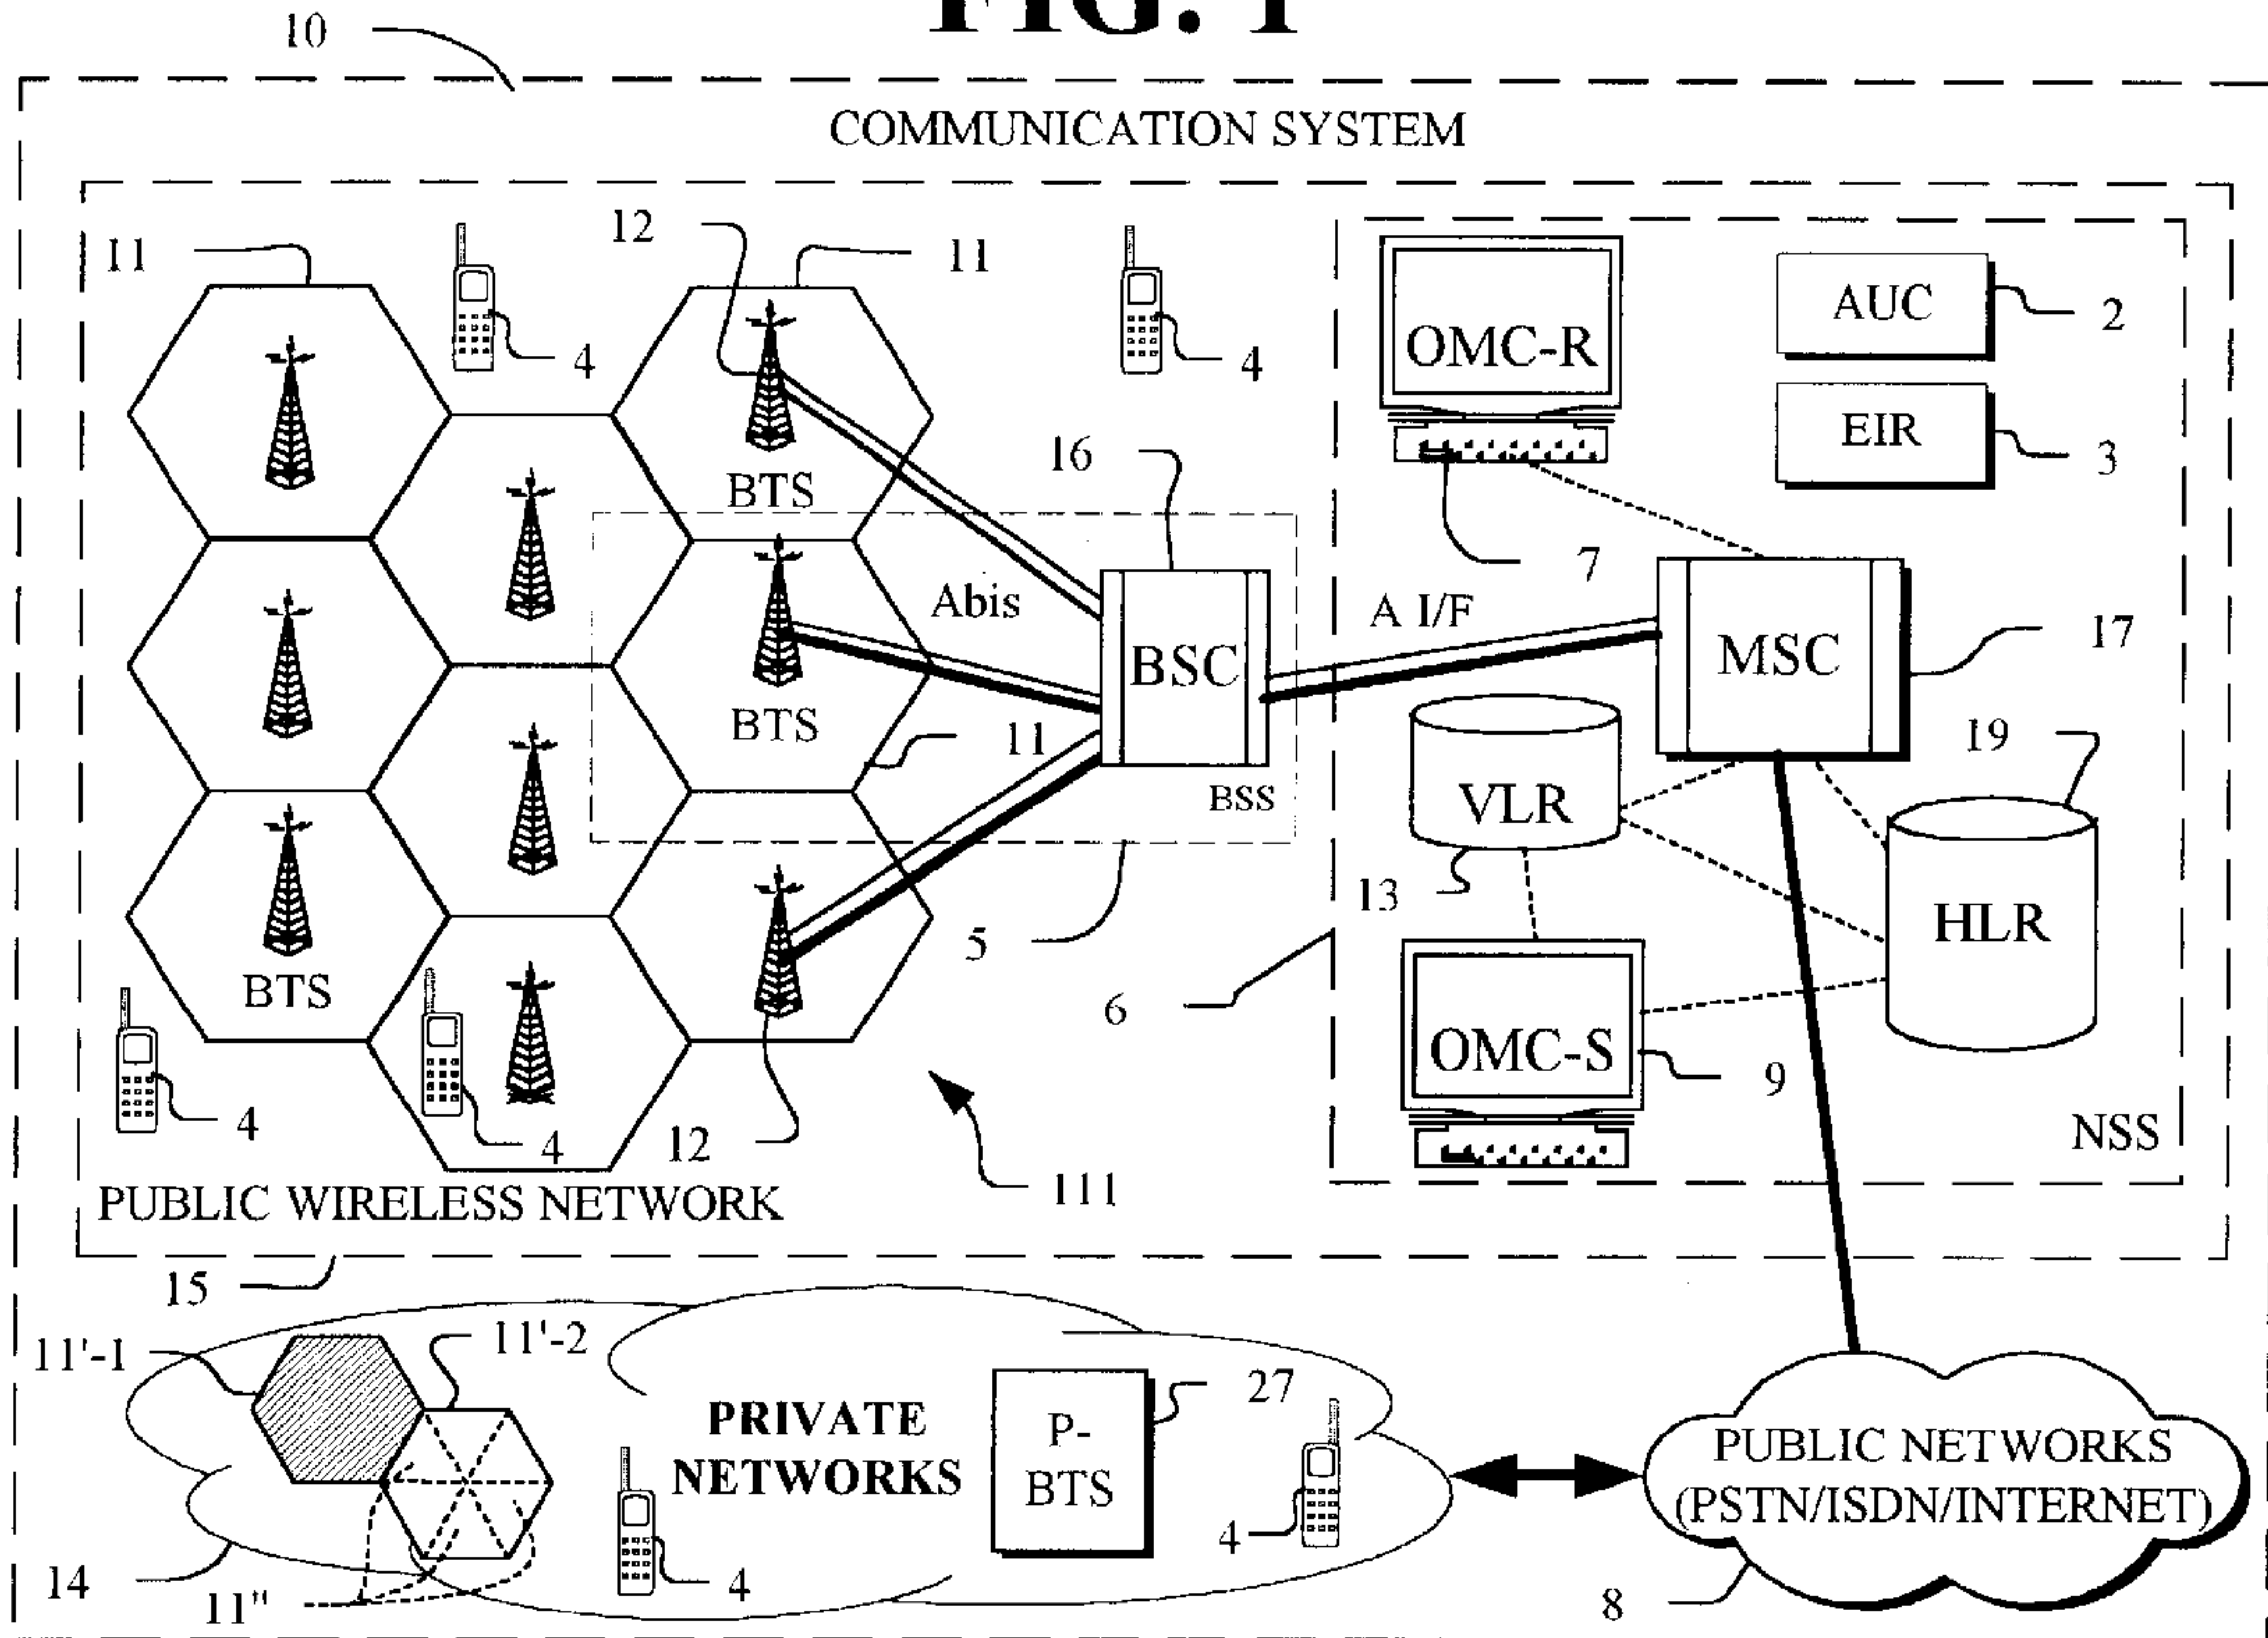 FIG. 1
10
COMMUNICATION SYSTEM
11
12
11
4
4
OMC-R
AUC
2
EIR
3
BTS
16
7
Abis
A I/F
BSC
MSC
17
BTS
11
BSS
19
VLR
13
HLR
5
6
BTS
OMC-S
9
4
4
12
111
NSS
PUBLIC WIRELESS NETWORK
15
11'-1
11'-2
PRIVATE
NETWORKS
P-
BTS
27
4
4
14
11"
PUBLIC NETWORKS
(PSTN/ISDN/INTERNET)
8